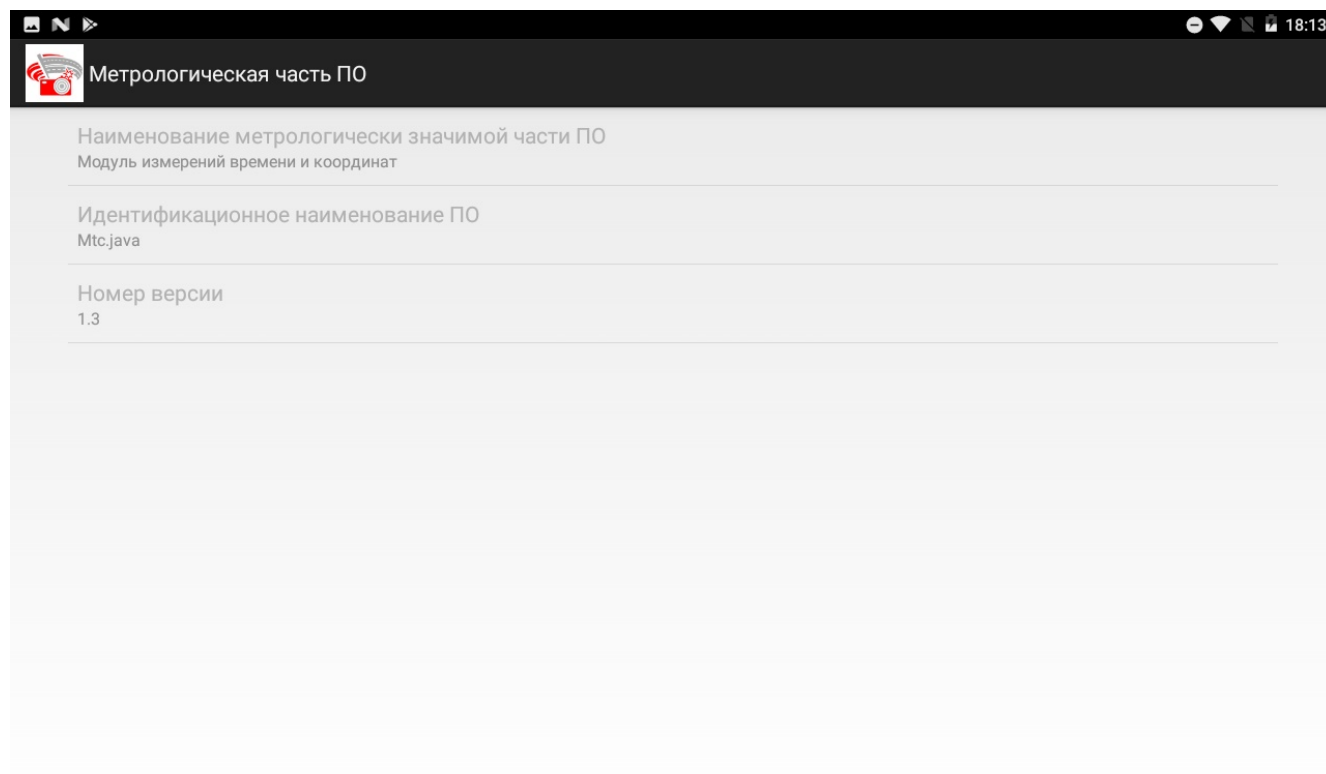 18:13
Метрологическая часть ПО
Наименование метрологически значимой части ПО
Модуль измерений времени и координат
Идентификационное наименование ПО
Mtc.java
Номер версии
1.3